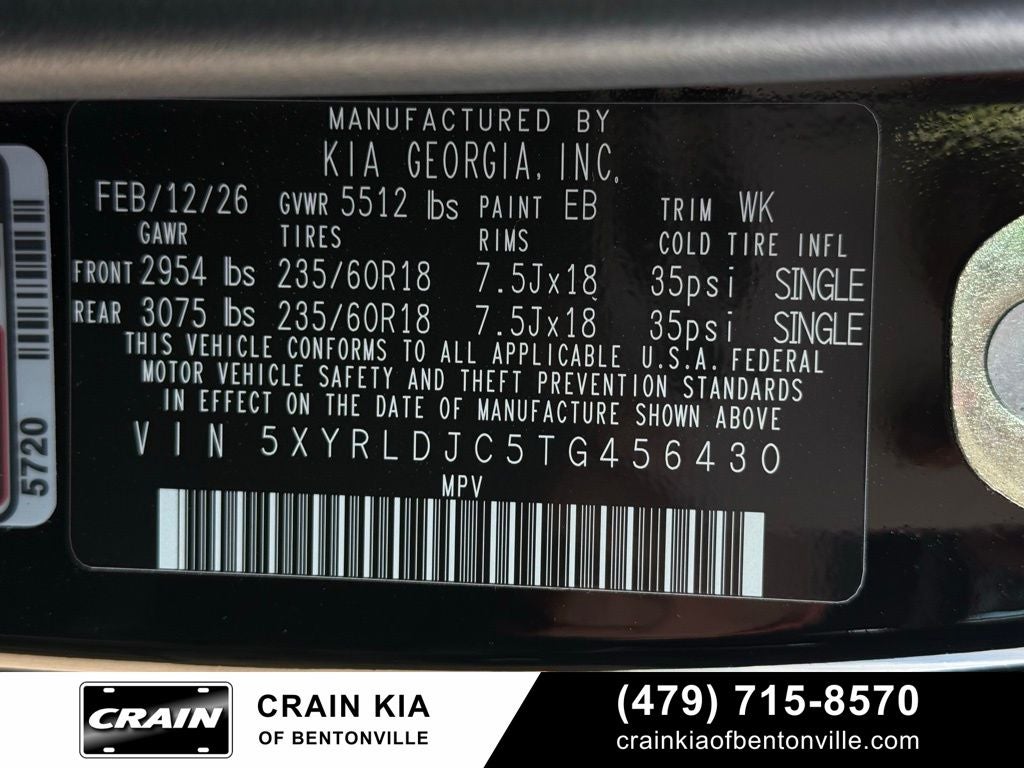 MANUFACTURED BY
KIA GEORGIA, INC.
FEB/12/26 GVWR 5512 lbs PAINT EB TRIM WK
GAWR TIRES RIMS COLD TIRE INFL
FRONT 2954 lbs 235/60R18 7.5Jx18 35psi SINGLE
REAR 3075 lbs 235/60R18 7.5Jx18 35psi SINGLE
THIS VEHICLE CONFORMS TO ALL APPLICABLE U.S.A. FEDERAL
MOTOR VEHICLE SAFETY AND THEFT PREVENTION STANDARDS
IN EFFECT ON THE DATE OF MANUFACTURE SHOWN ABOVE
VIN 5XYRLDJC5TG456430
MPV
5720
CRAIN
CRAIN KIA
OF BENTONVILLE
(479) 715-8570
crainkiaofbentonville.com